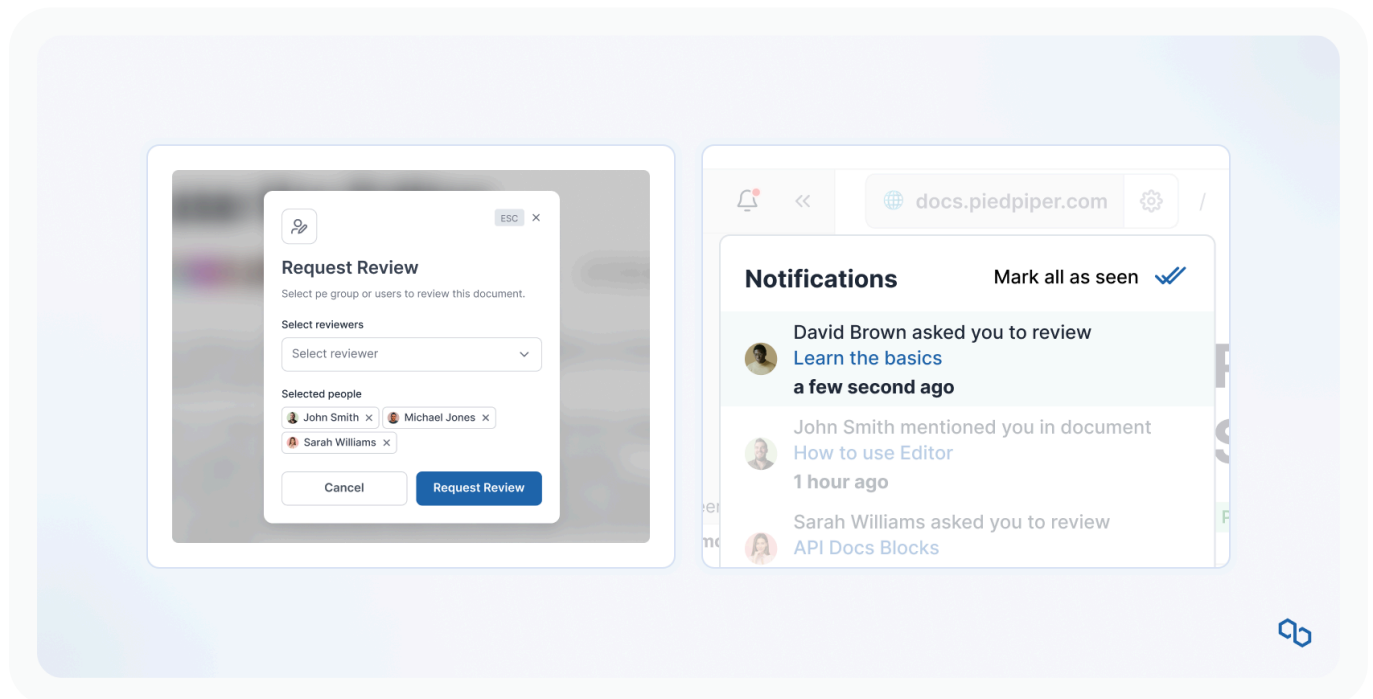 ESC
Request Review
Select pe group or users to review this document.
Select reviewers
Select reviewer
Selected people
John Smith
Michael Jones
Sarah Williams
Cancel
Request Review
docs.piedpiper.com
/
Notifications
Mark all as seen
David Brown asked you to review
Learn the basics
a few second ago
John Smith mentioned you in document
How to use Editor
1 hour ago
Sarah Williams asked you to review
API Docs Blocks